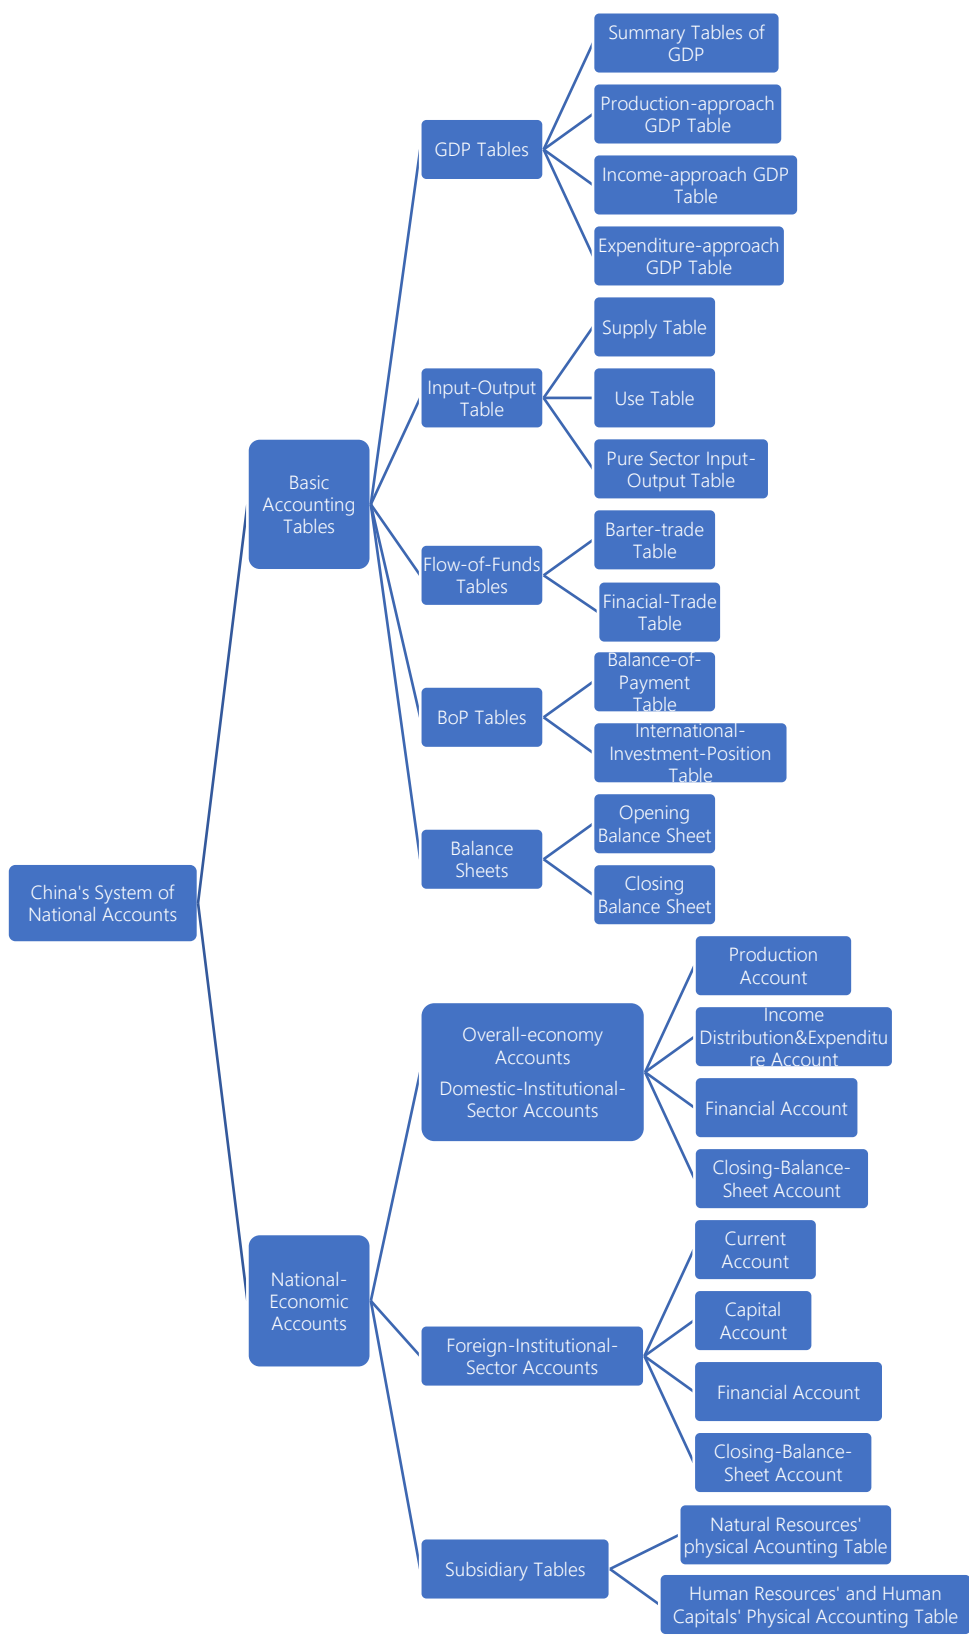 China's System of
National Accounts
Basic
Accounting
Tables
GDP Tables
Summary Tables of
GDP
Production-approach
GDP Table
Income-approach GDP
Table
Expenditure-approach
GDP Table
Input-Output
Table
Supply Table
Use Table
Pure Sector Input-
Output Table
Flow-of-Funds
Tables
Barter-trade
Table
Finacial-Trade
Table
BoP Tables
Balance-of-
Payment
Table
International-
Investment-Position
Table
Balance
Sheets
Opening
Balance Sheet
Closing
Balance Sheet
National-
Economic
Accounts
Overall-economy
Accounts
Domestic-Institutional-
Sector Accounts
Production
Account
Income
Distribution&Expenditu
re Account
Financial Account
Closing-Balance-
Sheet Account
Foreign-Institutional-
Sector Accounts
Current
Account
Capital
Account
Financial Account
Closing-Balance-
Sheet Account
Subsidiary Tables
Natural Resources'
physical Acounting Table
Human Resources' and Human
Capitals' Physical Accounting Table